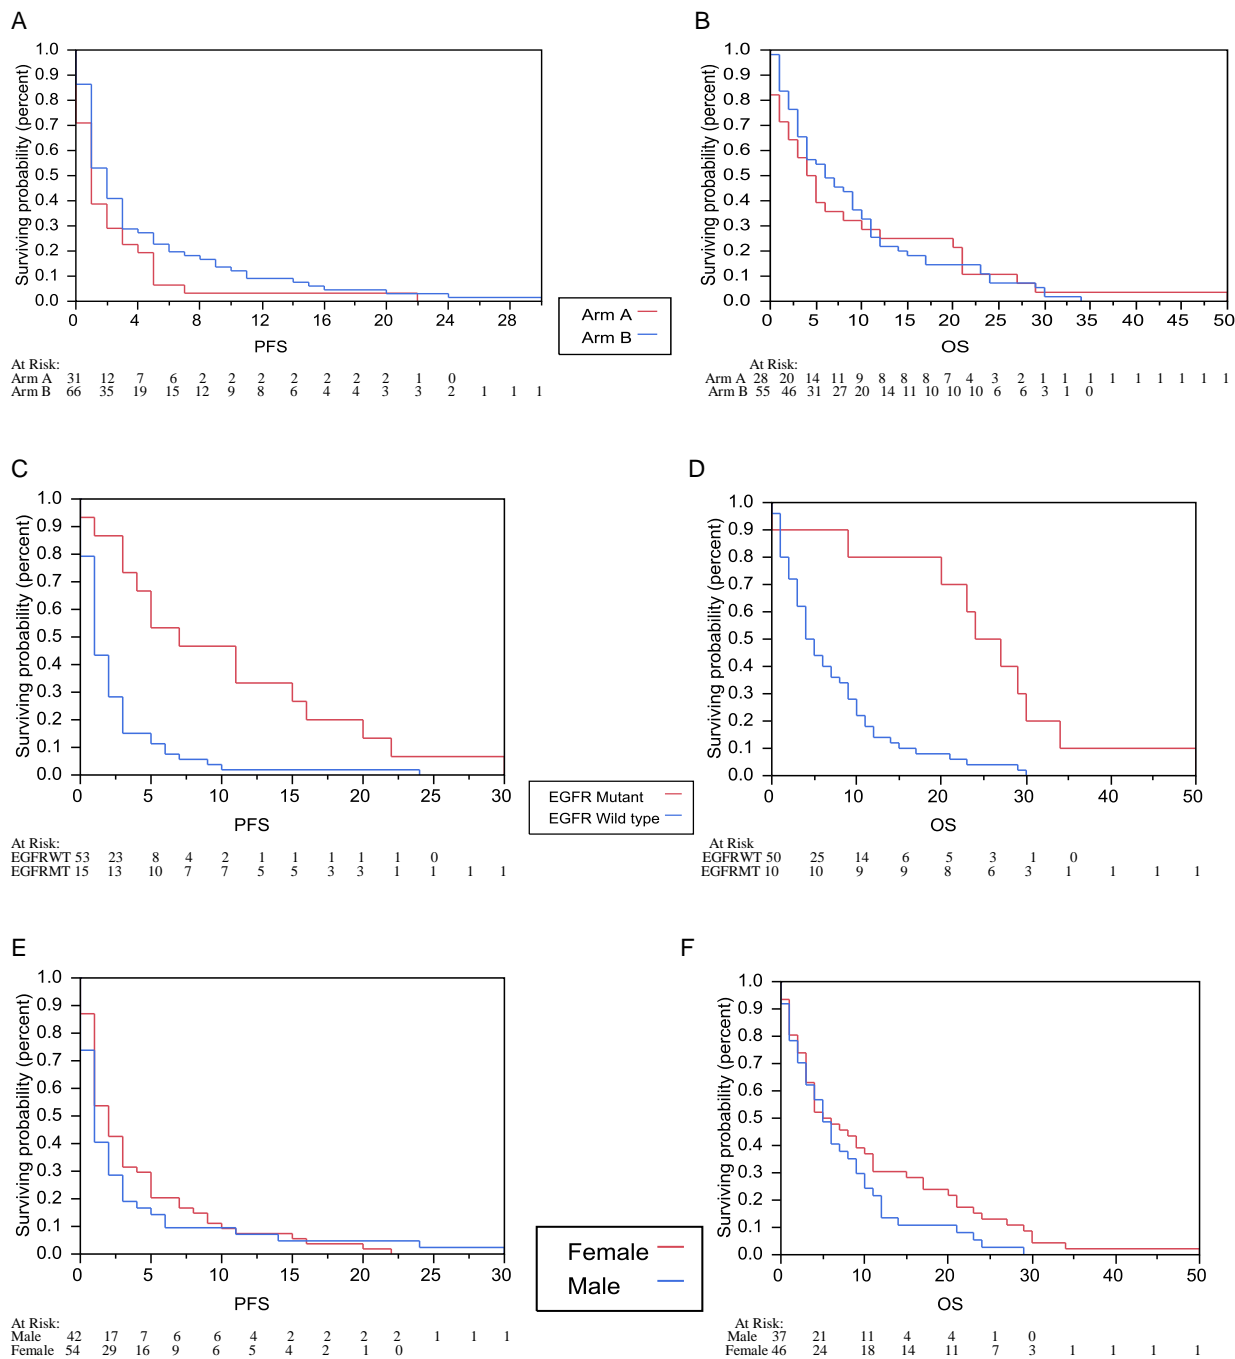 A
B
Surviving probability (percent)
1.0
0.9
0.8
0.7
0.6
0.5
0.4
0.3
0.2
0.1
0.0
0 4 8 12 16 20 24 28
PFS
Arm A
Arm B
Surviving probability (percent)
1.0
0.9
0.8
0.7
0.6
0.5
0.4
0.3
0.2
0.1
0.0
0 5 10 15 20 25 30 35 40 45 50
OS
At Risk:
Arm A 31 12 7 6 2 2 2 2 2 2 2 1 0
Arm B 66 35 19 15 12 9 8 6 4 4 3 3 2 1 1 1
At Risk:
Arm A 28 20 14 11 9 8 8 8 7 4 3 2 1 1 1 1 1 1 1 1 1
Arm B 55 46 31 27 20 14 11 10 10 10 6 6 3 1 0
C
D
Surviving probability (percent)
1.0
0.9
0.8
0.7
0.6
0.5
0.4
0.3
0.2
0.1
0.0
0 5 10 15 20 25 30
PFS
EGFR Mutant
EGFR Wild type
Surviving probability (percent)
1.0
0.9
0.8
0.7
0.6
0.5
0.4
0.3
0.2
0.1
0.0
0 10 20 30 40 50
OS
At Risk:
EGFRWT 53 23 8 4 2 1 1 1 1 1 0
EGFRMT 15 13 10 7 7 5 5 3 3 1 1 1 1
At Risk
EGFRWT 50 25 14 6 5 3 1 0
EGFRMT 10 10 9 9 8 6 3 1 1 1 1
E
F
Surviving probability (percent)
1.0
0.9
0.8
0.7
0.6
0.5
0.4
0.3
0.2
0.1
0.0
0 5 10 15 20 25 30
PFS
Female
Male
Surviving probability (percent)
1.0
0.9
0.8
0.7
0.6
0.5
0.4
0.3
0.2
0.1
0.0
0 10 20 30 40 50
OS
At Risk:
Male 42 17 7 6 6 4 2 2 2 2 1 1 1
54 29 16 9 6 5 4 2 1 0
At Risk:
Male 37 21 11 4 4 1 0
Female 46 24 18 14 11 7 3 1 1 1 1